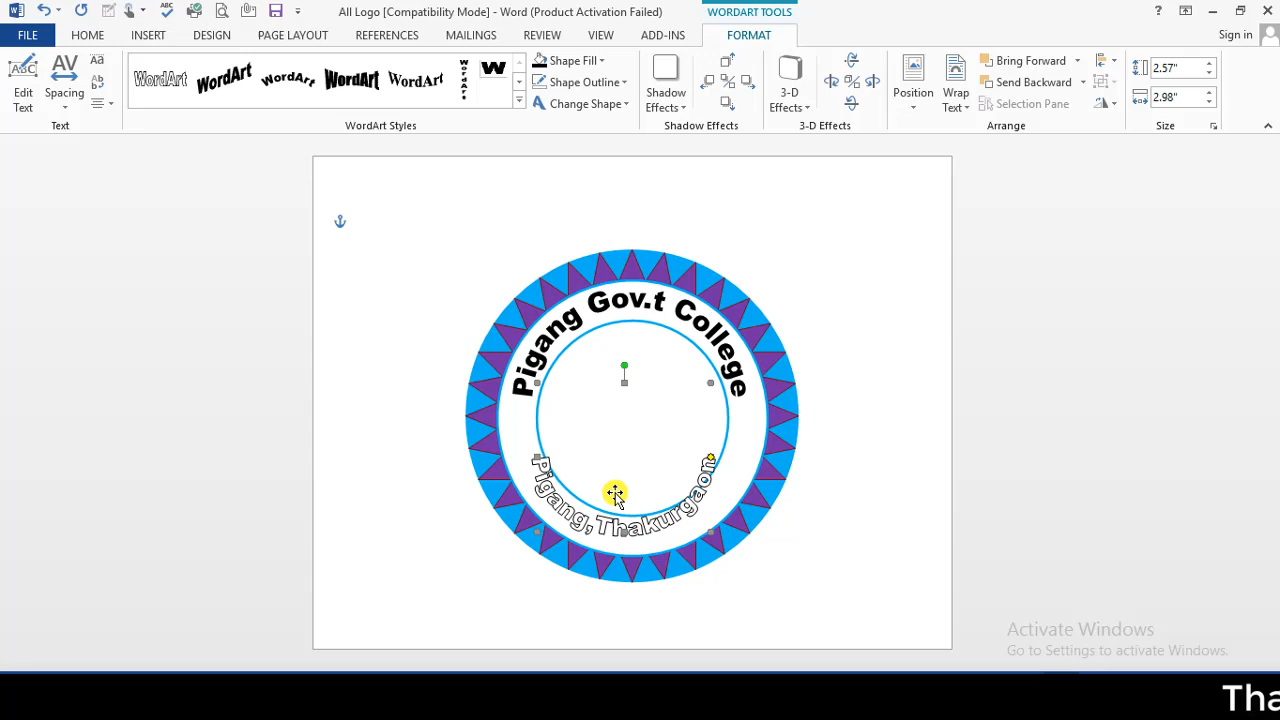 All Logo [Compatibility Mode] - Word (Product Activation Failed)
WORDART TOOLS
?
FILE
HOME
INSERT
DESIGN
PAGE LAYOUT
REFERENCES
MAILINGS
REVIEW
VIEW
ADD-INS
FORMAT
Sign in
Edit Text
AV Spacing
Aa
WordArt
WordArt
WordArt
WordArt
WordArt
WordArt
W
Shape Fill
Shape Outline
Change Shape
Shadow Effects
3-D Effects
Position
Wrap Text
Bring Forward
Send Backward
Selection Pane
2.57"
2.98"
Text
WordArt Styles
Shadow Effects
3-D Effects
Arrange
Size
Pigang Gov.t College
Pigang, Thakurgaon
Activate Windows
Go to Settings to activate Windows.
Tha